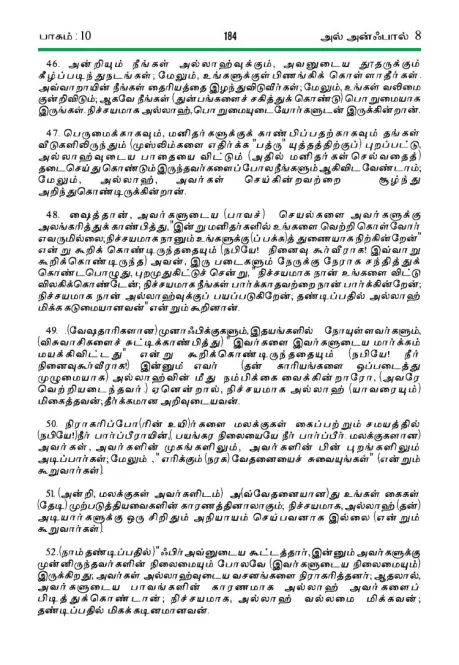 பாகம் : 10 184 அல் அன்ஃபால் 8
46. அன்றியும் நீங்கள் அல்லாஹ்வுக்கும், அவனுடைய தூதருக்கும்
கீழ்ப்படிந்துநடங்கள்; மேலும், உங்களுக்குள் பிணங்கிக் கொள்ளாதீர்கள்.
அவ்வாறாயின் நீங்கள் தைரியத்தை இழந்துவிடுவீர்கள்; மேலும், உங்கள் வலிமை
குன்றிவிடும்; ஆகவே நீங்கள் (துன்பங்களைச் சகித்துக் கொண்டு) பொறுமையாக
இருங்கள். நிச்சயமாக அல்லாஹ், பொறுமையுடையோர்களுடன் இருக்கின்றான்.
47. பெருமைக்காகவும், மனிதர்களுக்குக் காண்பிப்பதற்காகவும் தங்கள்
வீடுகளிலிருந்தும் (முஸ்லிம்களை எதிர்க்க "பத்ரு" யுத்தத்திற்குப்) புறப்பட்டு,
அல்லாஹ்வுடைய பாதையை விட்டும் (அதில் மனிதர்கள் செல்வதைத்)
தடைசெய்துகொண்டும் இருந்தவர்களைப் போல நீங்களும் ஆகிவிட வேண்டாம்;
மேலும், அல்லாஹ், அவர்கள் செய்கின்றவற்றை சூழ்ந்து
அறிந்துகொண்டிருக்கின்றான்.
48. ஷைத்தான், அவர்களுடைய (பாவச்) செயல்களை அவர்களுக்கு
அலங்கரித்துக் காண்பித்து, "இன்று மனிதர்களில் உங்களை வெற்றி கொள்வோர்
எவருமில்லை; நிச்சயமாக நானும் உங்களுக்கு(ப் பக்கத்) துணையாக நிற்கின்றேன்"
என்று கூறிக் கொண்டிருந்ததையும் (நபியே! நினைவு கூர்வீராக! இவ்வாறு
கூறிக்கொண்டிருந்த) அவன், இரு படைகளும் நேருக்கு நேராக சந்தித்துக்
கொண்டபொழுது, புறமுதுகிட்டுச் சென்று, "நிச்சயமாக நான் உங்களை விட்டு
விலகிக்கொண்டேன்; நிச்சயமாக நீங்கள் பார்க்காதவற்றை நான் பார்க்கின்றேன்;
நிச்சயமாக நான் அல்லாஹ்வுக்குப் பயப்படுகிறேன்; தண்டிப்பதில் அல்லாஹ்
மிக்க கடுமையானவன்" என்றும் கூறினான்.
49. .(வேஷதாரிகளான) முனாஃபிக்குகளும், இதயங்களில் நோயுள்ளவர்களும்,
(விசுவாசிகளைச் சுட்டிக்காண்பித்து) "இவர்களை இவர்களுடைய மார்க்கம்
மயக்கிவிட்டது" என்று கூறிக்கொண்டிருந்ததையும் (நபியே! நீர்
நினைவுகூர்வீராக!) இன்னும் எவர் (தன் காரியங்களை ஒப்படைத்து
முழுமையாக) அல்லாஹ்வின் மீது நம்பிக்கை வைக்கின்றாரோ, (அவரே
வெற்றியடைந்தவர்.) ஏனென்றால், நிச்சயமாக அல்லாஹ் (யாவரையும்)
மிகைத்தவன்; தீர்க்கமான அறிவுடையவன்.
50. நிராகரிப்போ(ரின் உயி)ர்களை மலக்குகள் கைப்பற்றும் சமயத்தில்
(நபியே!) நீர் பார்ப்பீராயின்,( பயங்கர நிலையையே நீர் பார்ப்பீர். மலக்குகளான)
அவர்கள், அவர்களின் முகங்களிலும், அவர்களின் பின் புறங்களிலும்
அடிப்பார்கள்; மேலும் , "எரிக்கும் (நரக) வேதனையைச் சுவையுங்கள்" (என்றும்
கூறுவார்கள்).
51. (அன்றி, மலக்குகள் அவர்களிடம்) அ(வ்வேதனையான)து உங்கள் கைகள்
(தேடி) முற்படுத்தியவைகளின் காரணத்தினாலாகும்; நிச்சயமாக, அல்லாஹ் (தன்)
அடியார்களுக்கு ஒரு சிறிதும் அநியாயம் செய்பவனாக இல்லை (என்றும்
கூறுவார்கள்).
52. (நாம் தண்டிப்பதில்) "ஃபிர்அவ்னுடைய கூட்டத்தார், இன்னும் அவர்களுக்கு
முன்னிருந்தவர்களின் நிலைமையும் போலவே (இவர்களுடைய நிலைமையும்)
இருக்கிறது; அவர்கள் அல்லாஹ்வுடைய வசனங்களை நிராகரித்தனர்; ஆதலால்,
அவர்களுடைய பாவங்களின் காரணமாக அல்லாஹ் அவர்களைப்
பிடித்துக்கொண்டான்; நிச்சயமாக, அல்லாஹ் வல்லமை மிக்கவன்;
தண்டிப்பதில் மிகக்கடினமானவன்.